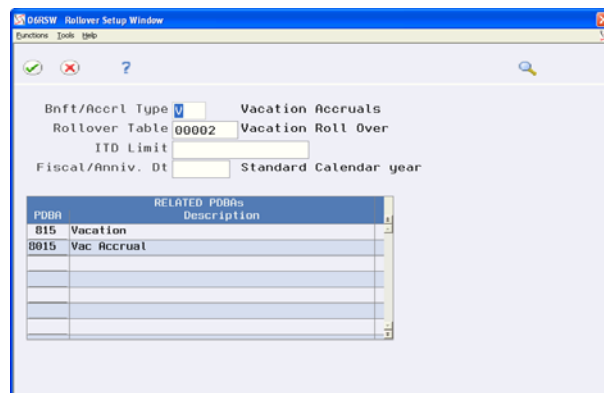 D6RSW Rollover Setup Window
Functions Tools Help
?
Bnft/Accrl Type V Vacation Accruals
Rollover Table 00002 Vacation Roll Over
ITD Limit
Fiscal/Anniv. Dt Standard Calendar year
RELATED PDBAs
PDBA Description
815 Vacation
8015 Vac Accrual